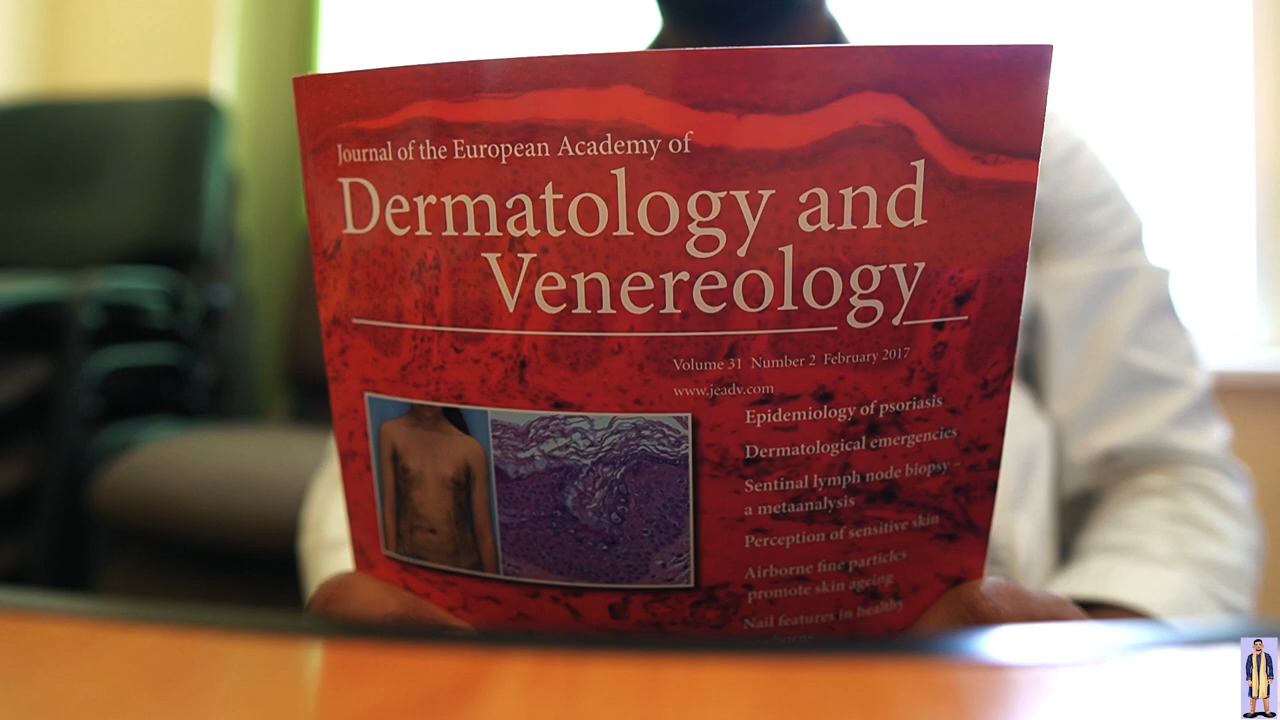 Journal of the European Academy of
Dermatology and
Venereology
Volume 31 Number 2 February 2017
www.jeadv.com
Epidemiology of psoriasis
Dermatological emergencies
Sentinal lymph node biopsy –
a metaanalysis
Perception of sensitive skin
Airborne fine particles
promote skin ageing
Nail features in healthy